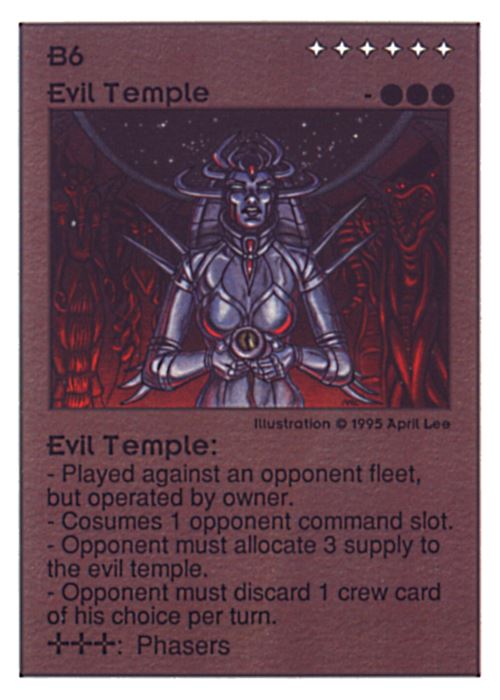 B6
Evil Temple -
Illustration © 1995 April Lee
Evil Temple:
- Played against an opponent fleet,
but operated by owner.
- Cosumes 1 opponent command slot.
- Opponent must allocate 3 supply to
the evil temple.
- Opponent must discard 1 crew card
of his choice per turn.
✛✛✛: Phasers